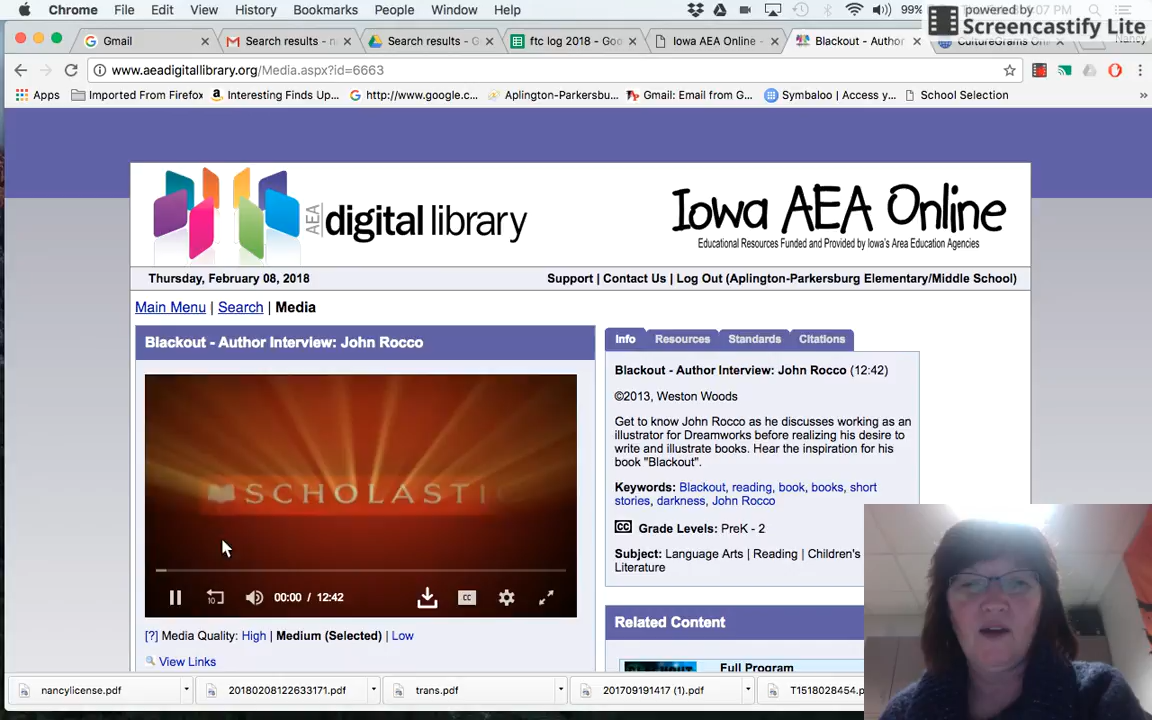 Chrome File Edit View History Bookmarks People Window Help 99%
powered by
Screencastify Lite
Gmail Search results - Search results - G ftc log 2018 - Goo Iowa AEA Online - Blackout - Autho CultureGrams
www.aeadigitallibrary.org/Media.aspx?id=6663
Apps Imported From Firefox Interesting Finds Up... http://www.google.c... Aplington-Parkersbu... Gmail: Email from G... Symbaloo | Access y... School Selection »
AEA digital library
Iowa AEA Online
Educational Resources Funded and Provided by Iowa's Area Education Agencies
Thursday, February 08, 2018 Support | Contact Us | Log Out (Aplington-Parkersburg Elementary/Middle School)
Main Menu | Search | Media
Blackout - Author Interview: John Rocco
Info Resources Standards Citations
Blackout - Author Interview: John Rocco (12:42)
©2013, Weston Woods
Get to know John Rocco as he discusses working as an
illustrator for Dreamworks before realizing his desire to
write and illustrate books. Hear the inspiration for his
book "Blackout".
Keywords: Blackout, reading, book, books, short
stories, darkness, John Rocco
CC Grade Levels: PreK - 2
Subject: Language Arts | Reading | Children's
Literature
SCHOLASTIC
10 00:00 / 12:42 CC
[?] Media Quality: High | Medium (Selected) | Low
View Links
Related Content
Full Program
nancylicense.pdf 20180208122633171.pdf trans.pdf 201709191417 (1).pdf T1518028454.p